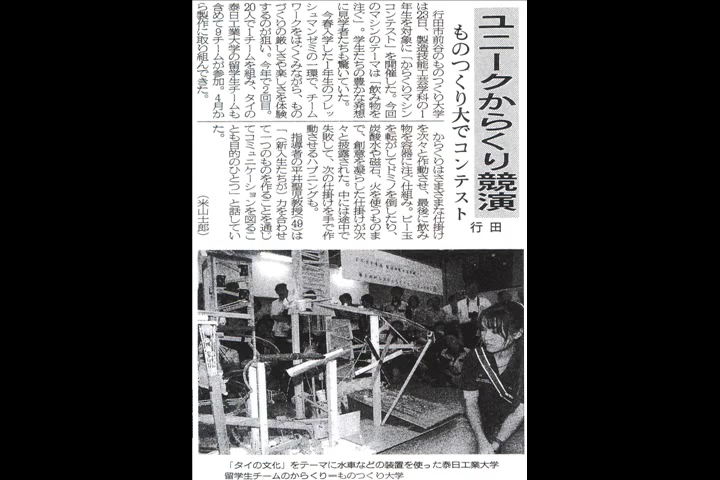 ユニークからくり競演
行田
ものつくり大でコンテスト
行田市前谷のものつくり大学
は23日、製造技能工芸学科の1
年生を対象に「からくりマシン
コンテスト」を開催した。今回
のマシンのテーマは「飲み物を
注ぐ」。学生たちの豊かな発想
に見学者たちも驚いていた。
今春入学した1年生のフレッ
シュマンゼミの一環で、チーム
ワークをはぐくみながら、もの
づくりの厳しさや楽しさを体験
するのが狙い。今年で2回目。
20人で1チームを組み、タイの
泰日工業大学の留学生チームも
含めて9チームが参加。4月か
ら製作に取り組んできた。
からくりはさまざまな仕掛け
を次々と作動させ、最後に飲み
物を容器に注ぐ仕組み。ビー玉
を転がしてドミノを倒したり、
炭酸水や磁石、火を使うものま
で、創意を凝らした仕掛けが次
々と披露された。中には途中で
失敗して、次の仕掛けを手で作
動させるハプニングも。
指導者の平井聖児教授(49)は
「(新入生たちが)力を合わせ
て一つのものを作ることを通じ
てコミュニケーションを図るこ
とも目的のひとつ」と話してい
た。
(米山士郎)
「タイの文化」をテーマに水車などの装置を使った泰日工業大学
留学生チームのからくり―ものつくり大学